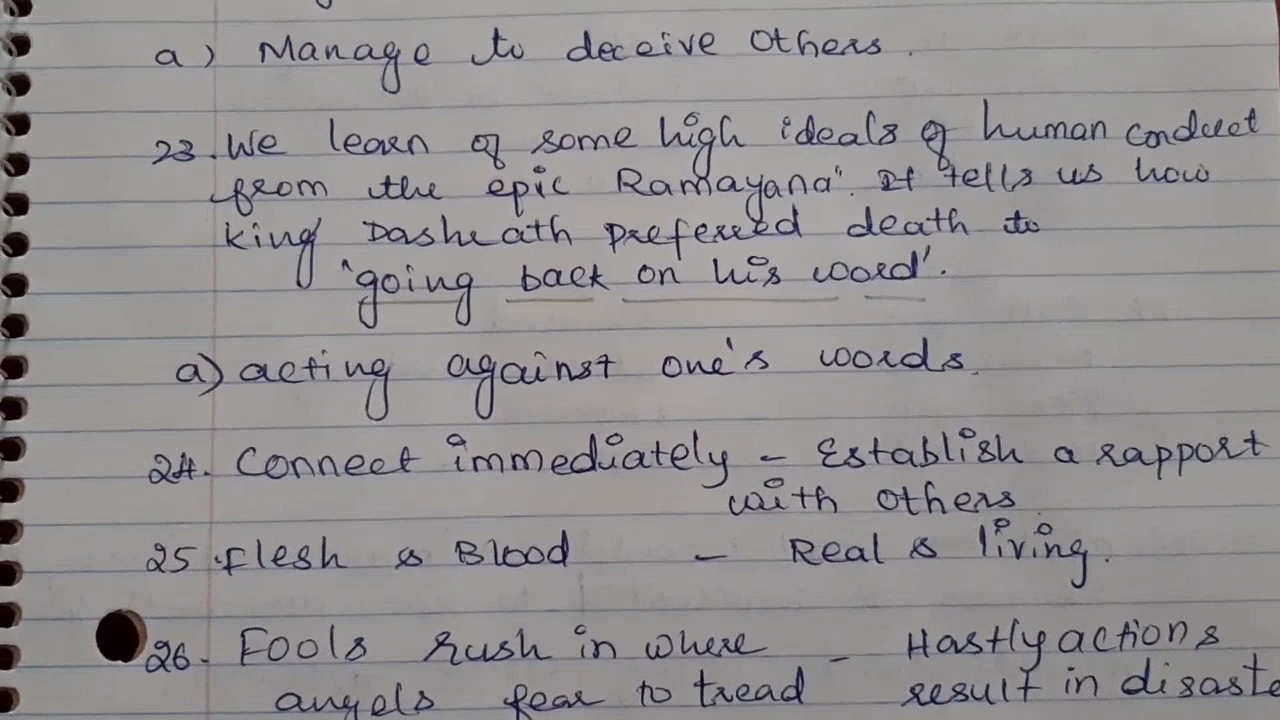 a) Manage to deceive others.
23. We learn of some high ideals of human conduct
from the epic Ramayana". It tells us how
king Dasheath preferred death to
'going back on his word'.
a) acting against one's words.
24. Connect immediately - Establish a rapport
with others
25. Flesh & Blood - Real & living.
26. Fools rush in where - Hastly actions
angels fear to tread result in disaste